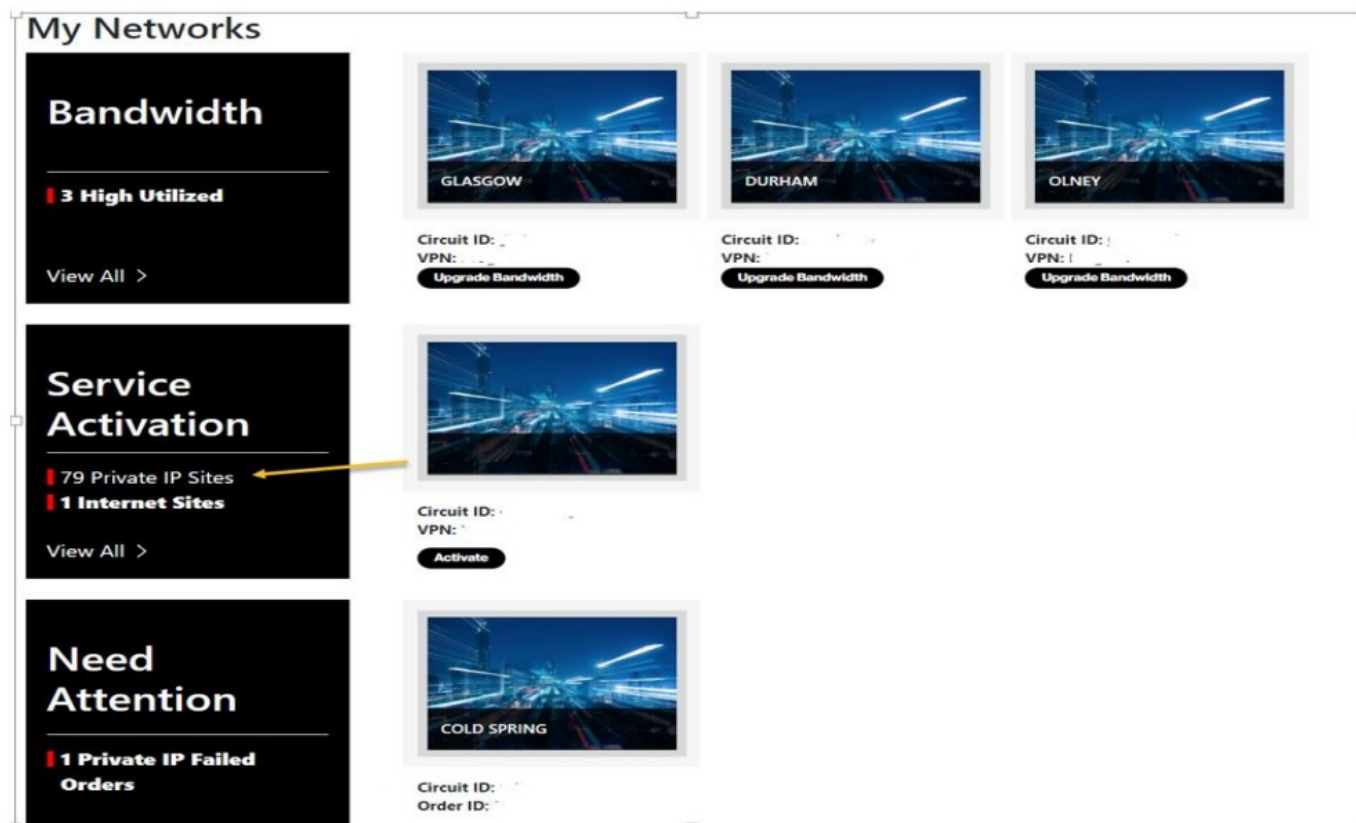 My Networks
Bandwidth
3 High Utilized
View All >
GLASGOW
Circuit ID:
VPN:
Upgrade Bandwidth
DURHAM
Circuit ID:
VPN:
Upgrade Bandwidth
OLNEY
Circuit ID:
VPN:
Upgrade Bandwidth
Service
Activation
79 Private IP Sites
1 Internet Sites
View All >
Circuit ID:
VPN:
Activate
Need
Attention
1 Private IP Failed
Orders
COLD SPRING
Circuit ID:
Order ID: